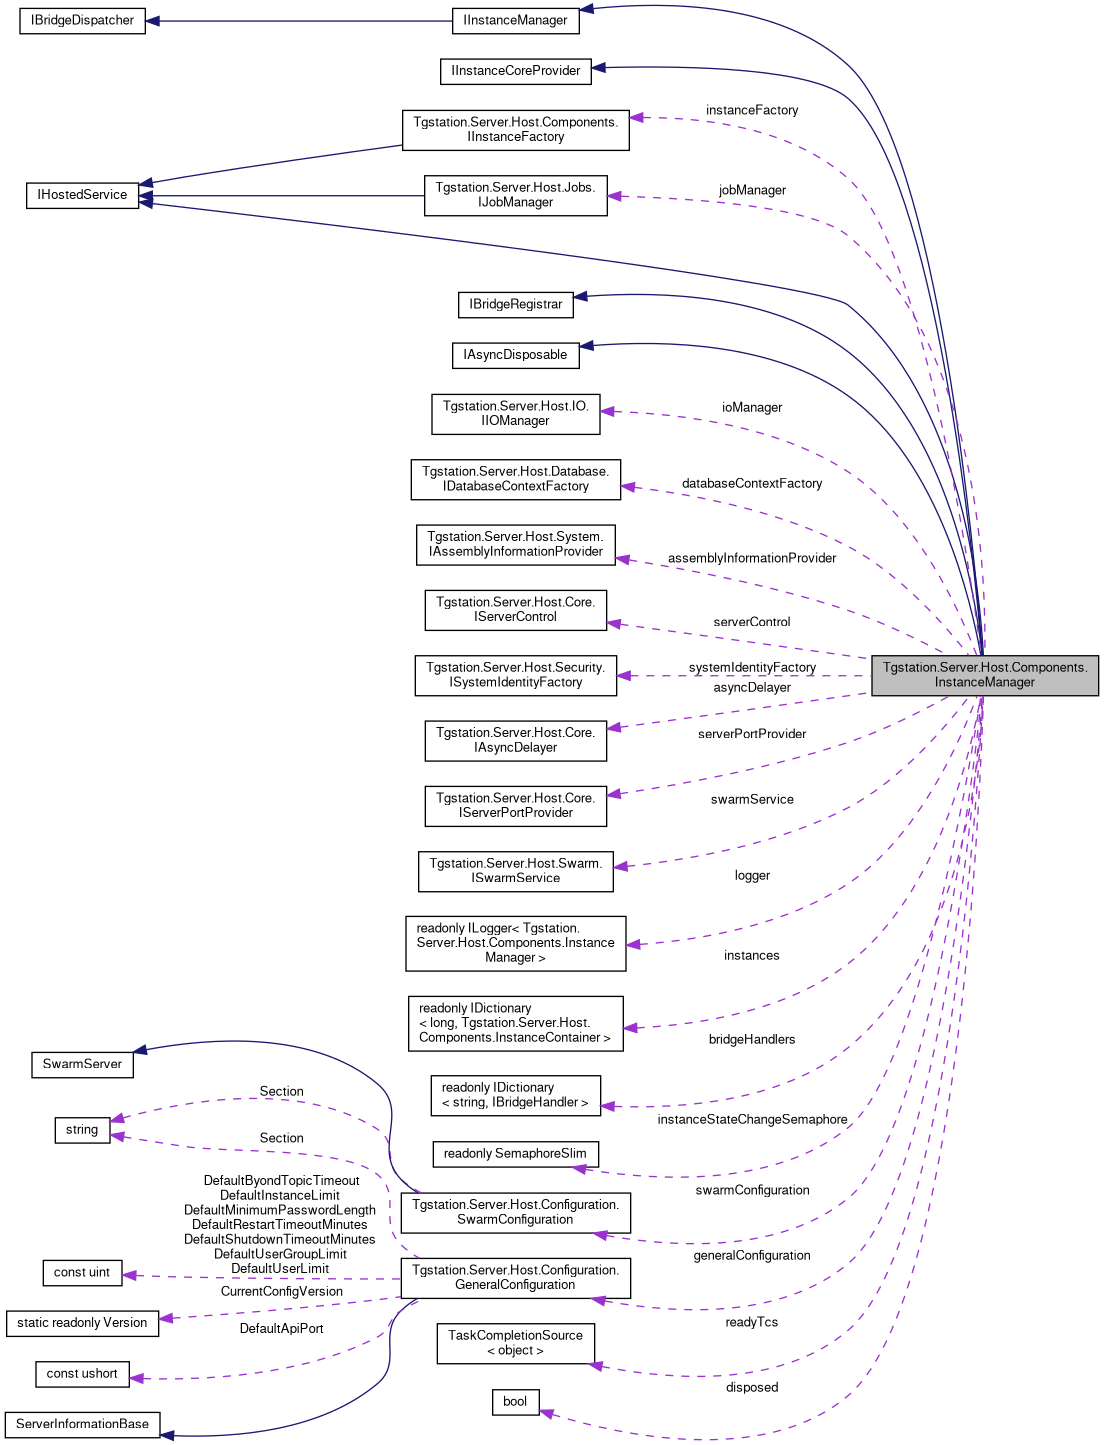 IBridgeDispatcher
IInstanceManager
IInstanceCoreProvider
instanceFactory
Tgstation.Server.Host.Components.
IInstanceFactory
IHostedService
Tgstation.Server.Host.Jobs.
IJobManager
jobManager
IBridgeRegistrar
IAsyncDisposable
Tgstation.Server.Host.IO.
IIOManager
ioManager
Tgstation.Server.Host.Database.
IDatabaseContextFactory
databaseContextFactory
Tgstation.Server.Host.System.
IAssemblyInformationProvider
assemblyInformationProvider
Tgstation.Server.Host.Core.
IServerControl
serverControl
Tgstation.Server.Host.Security.
ISystemIdentityFactory
systemIdentityFactory
Tgstation.Server.Host.Components.
InstanceManager
asyncDelayer
Tgstation.Server.Host.Core.
IAsyncDelayer
serverPortProvider
Tgstation.Server.Host.Core.
IServerPortProvider
swarmService
Tgstation.Server.Host.Swarm.
ISwarmService
logger
readonly ILogger< Tgstation.
Server.Host.Components.Instance
Manager >
instances
readonly IDictionary
< long, Tgstation.Server.Host.
Components.InstanceContainer >
bridgeHandlers
SwarmServer
readonly IDictionary
< string, IBridgeHandler >
Section
string
instanceStateChangeSemaphore
readonly SemaphoreSlim
Section
swarmConfiguration
Tgstation.Server.Host.Configuration.
SwarmConfiguration
DefaultByondTopicTimeout
DefaultInstanceLimit
DefaultMinimumPasswordLength
DefaultRestartTimeoutMinutes
DefaultShutdownTimeoutMinutes
DefaultUserGroupLimit
DefaultUserLimit
const uint
generalConfiguration
Tgstation.Server.Host.Configuration.
GeneralConfiguration
CurrentConfigVersion
static readonly Version
readyTcs
DefaultApiPort
TaskCompletionSource
< object >
const ushort
disposed
bool
ServerInformationBase